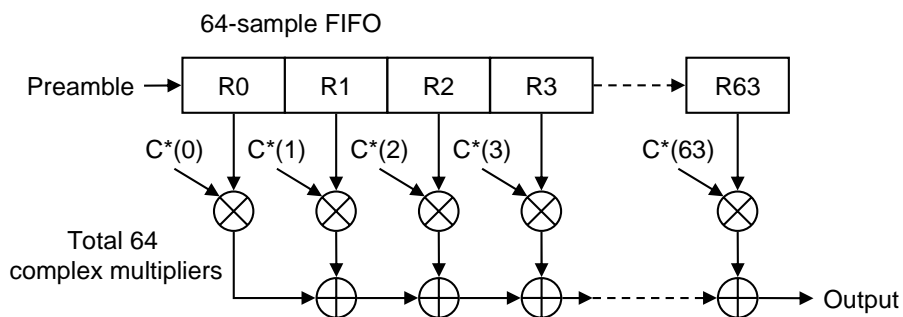 64-sample FIFO
Preamble
R0
R1
R2
R3
R63
C*(0)
C*(1)
C*(2)
C*(3)
C*(63)
Total 64
complex multipliers
Output